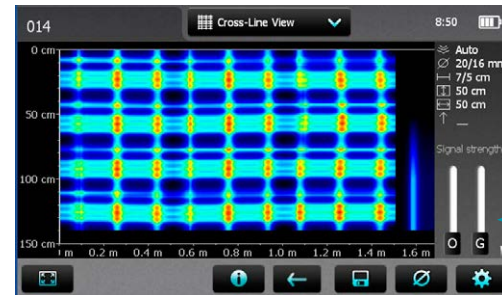 014
Cross-Line View
8:50
0 cm
50 cm
100 cm
150 cm
m
0.2 m
0.4 m
0.6 m
0.8 m
1.0 m
1.2 m
1.4 m
1.6 m
Auto
20/16 mm
7/5 cm
50 cm
50 cm
Signal strength
O
G